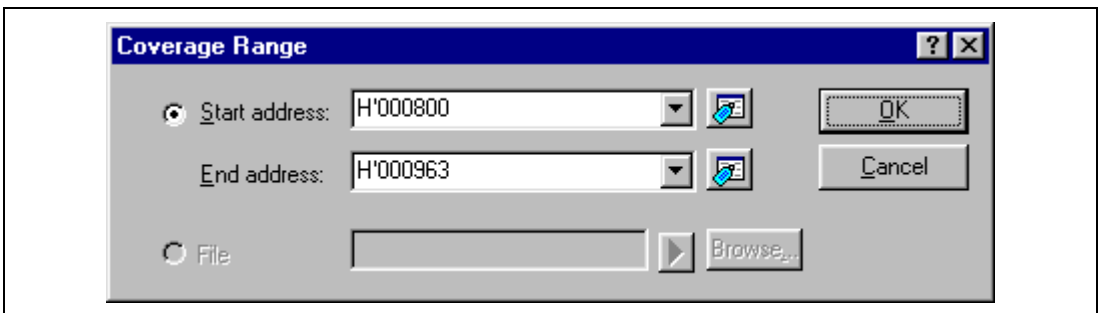 Coverage Range
Start address: H'000800 OK
End address: H'000963 Cancel
File Browse...